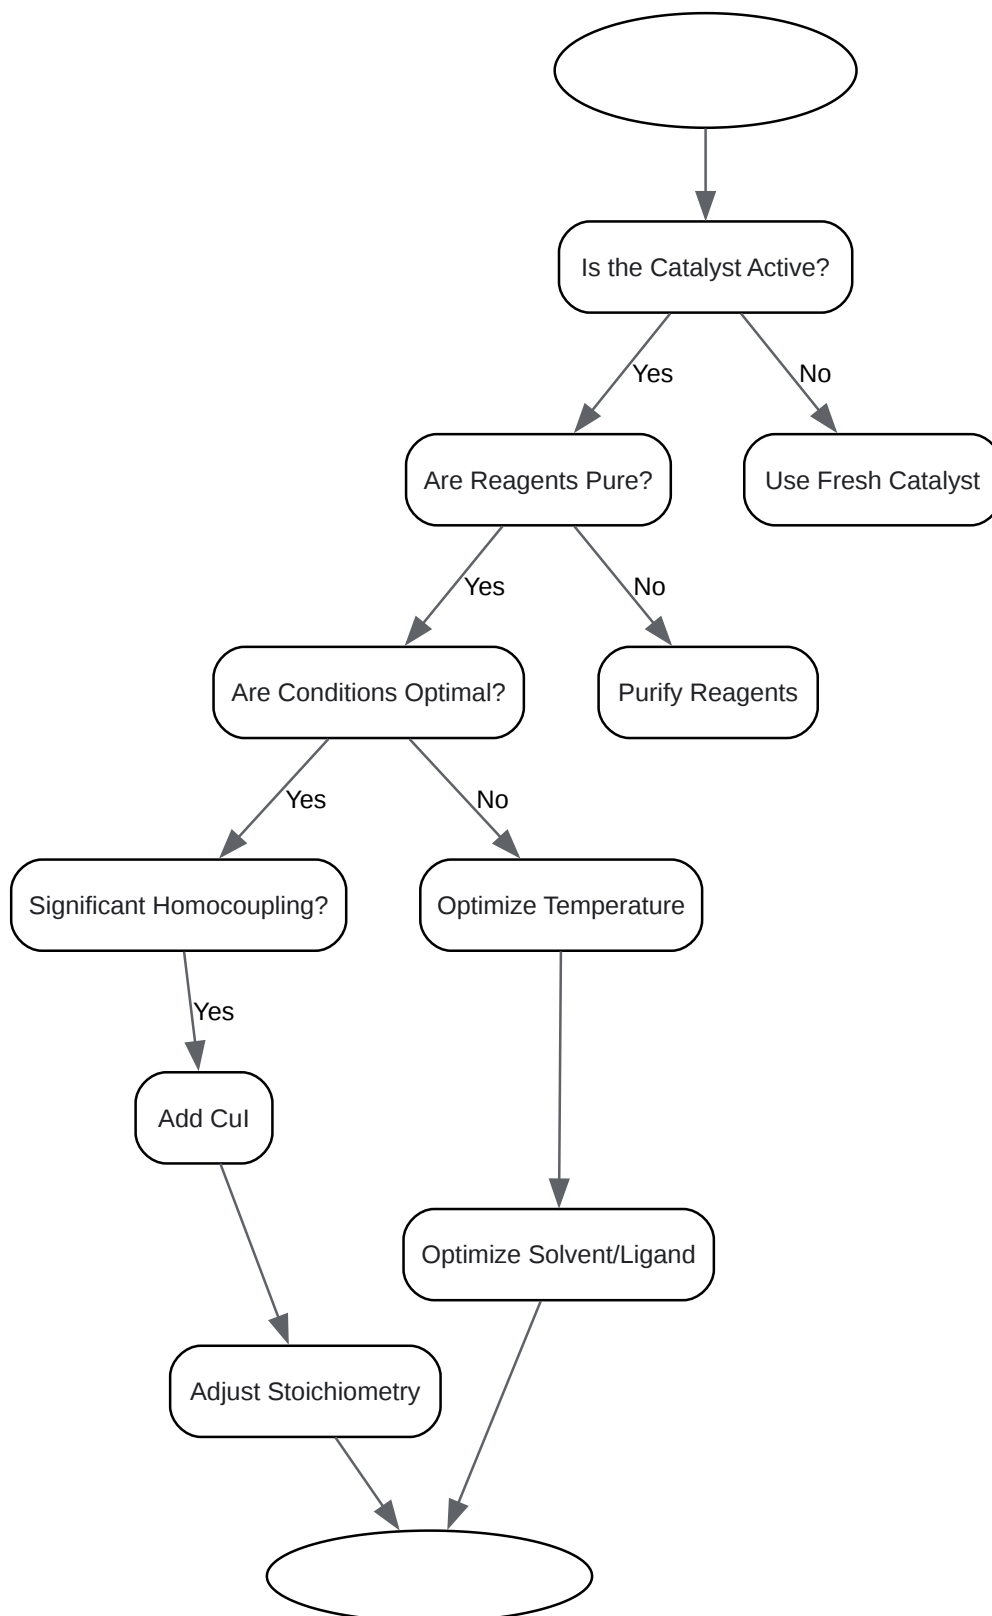 Is the Catalyst Active?
Yes
No
Are Reagents Pure?
Use Fresh Catalyst
Yes
No
Are Conditions Optimal?
Purify Reagents
Yes
No
Significant Homocoupling?
Optimize Temperature
Yes
Add CuI
Optimize Solvent/Ligand
Adjust Stoichiometry